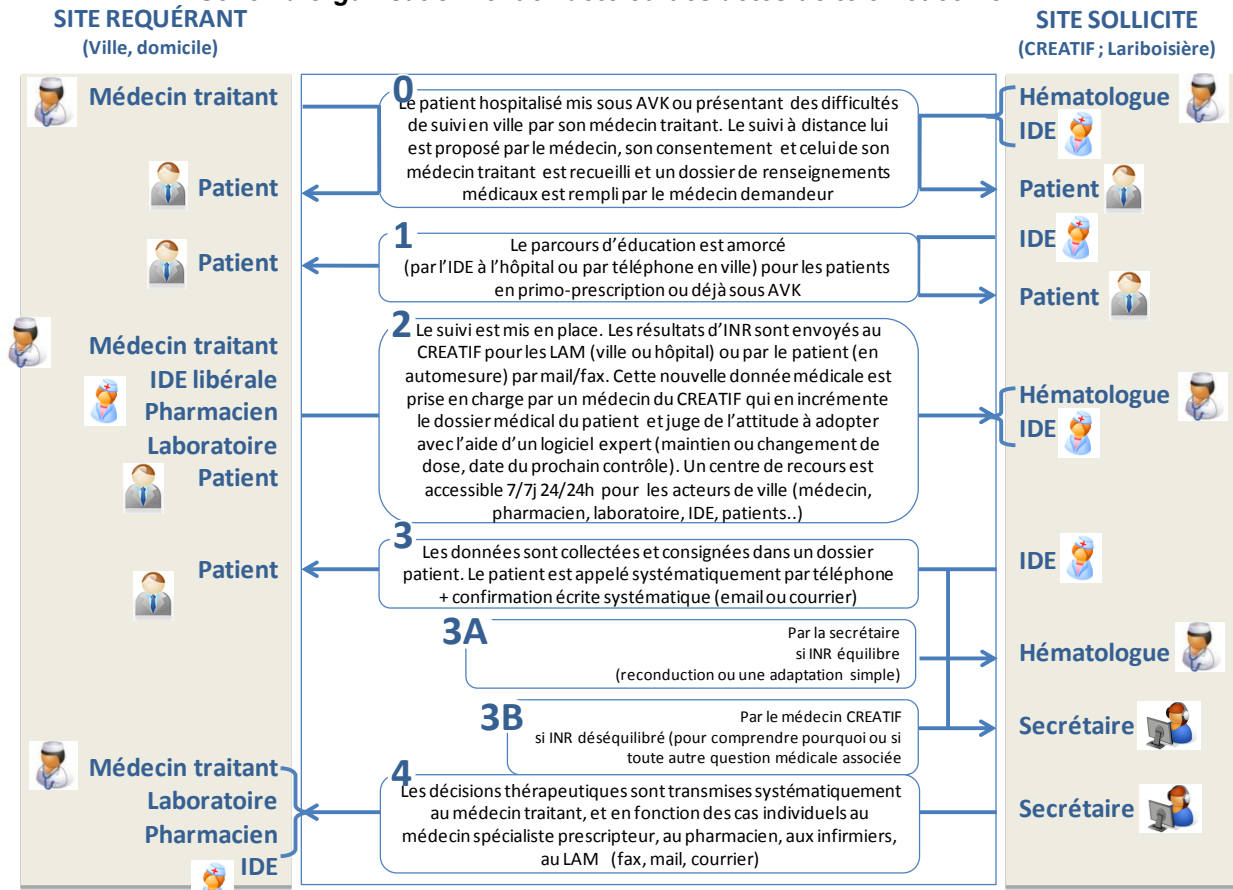 SITE REQUÉRANT
(Ville, domicile)
SITE SOLLICITE
(CREATIF ; Lariboisière)
Médecin traitant
Patient
0
Le patient hospitalisé mis sous AVK ou présentant des difficultés
de suivi en ville par son médecin traitant. Le suivi à distance lui
est proposé par le médecin, son consentement et celui de son
médecin traitant est recueilli et un dossier de renseignements
médicaux est rempli par le médecin demandeur
Hématologue
IDE
Patient
Patient
1
Le parcours d'éducation est amorcé
(par l'IDE à l'hôpital ou par téléphone en ville) pour les patients
en primo-prescription ou déjà sous AVK
IDE
Patient
Médecin traitant
IDE libérale
Pharmacien
Laboratoire
Patient
2
Le suivi est mis en place. Les résultats d'INR sont envoyés au
CREATIF pour les LAM (ville ou hôpital) ou par le patient (en
automesure) par mail/fax. Cette nouvelle donnée médicale est
prise en charge par un médecin du CREATIF qui en incrémente
le dossier médical du patient et juge de l'attitude à adopter
avec l'aide d'un logiciel expert (maintien ou changement de
dose, date du prochain contrôle). Un centre de recours est
accessible 7/7j 24/24h pour les acteurs de ville (médecin,
pharmacien, laboratoire, IDE, patients..)
Hématologue
IDE
Patient
3
Les données sont collectées et consignées dans un dossier
patient. Le patient est appelé systématiquement par téléphone
+ confirmation écrite systématique (email ou courrier)
IDE
3A
Par la secrétaire
si INR équilibre
(reconduction ou une adaptation simple)
Hématologue
3B
Par le médecin CREATIF
si INR déséquilibré (pour comprendre pourquoi ou si
toute autre question médicale associée
Secrétaire
Médecin traitant
Laboratoire
Pharmacien
IDE
4
Les décisions thérapeutiques sont transmises systématiquement
au médecin traitant, et en fonction des cas individuels au
médecin spécialiste prescripteur, au pharmacien, aux infirmiers,
au LAM (fax, mail, courrier)
Secrétaire